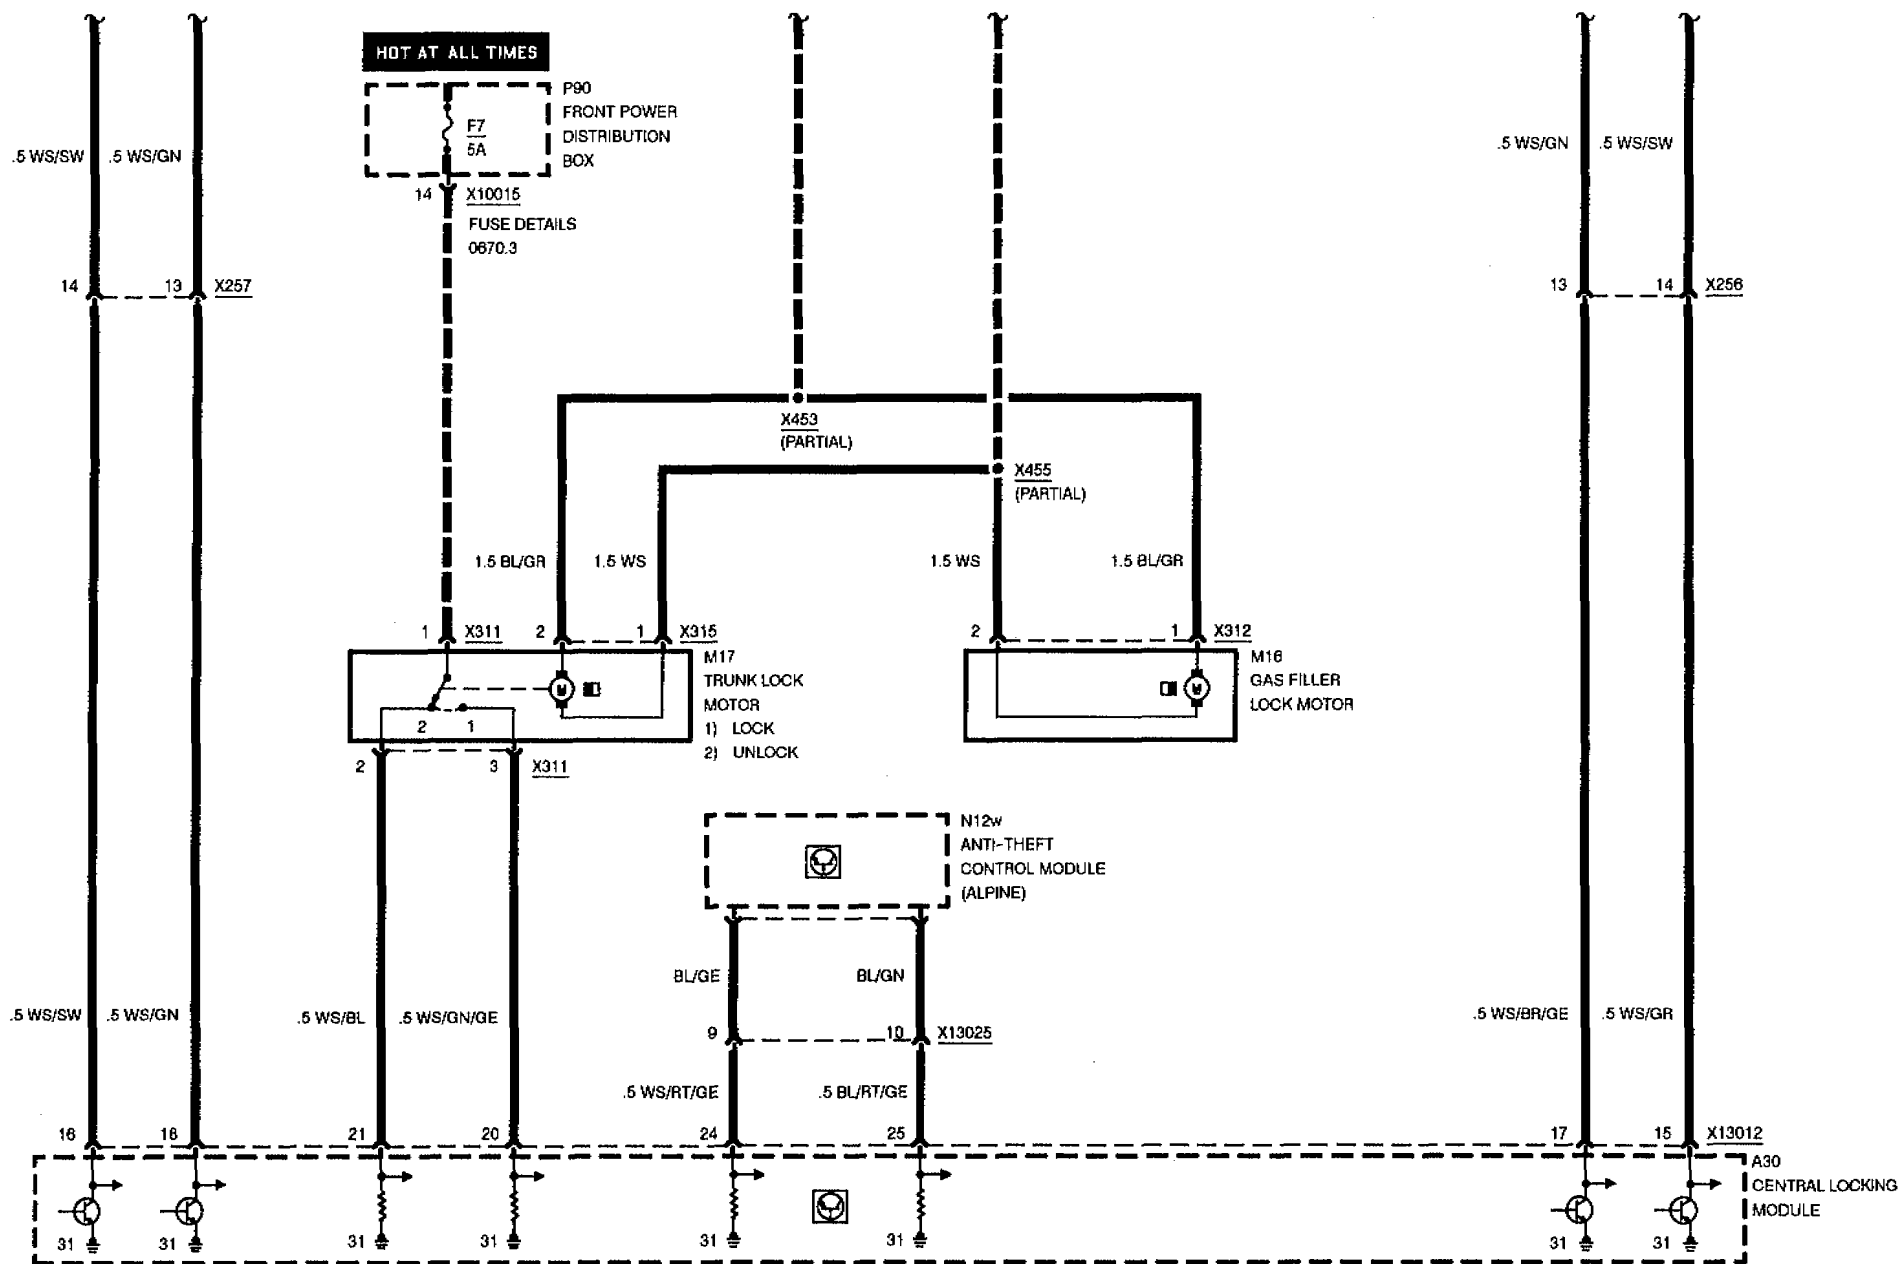 HOT AT ALL TIMES
P90
FRONT POWER
DISTRIBUTION
BOX
F7
5A
.5 WS/SW
.5 WS/GN
.5 WS/GN
.5 WS/SW
14
X10015
FUSE DETAILS
0670.3
14
13
X257
13
14
X256
X453
(PARTIAL)
X455
(PARTIAL)
1.5 BL/GR
1.5 WS
1.5 WS
1.5 BL/GR
1
X311
2
1
X315
2
1
X312
M17
TRUNK LOCK
MOTOR
1) LOCK
2) UNLOCK
M
2
1
M16
GAS FILLER
LOCK MOTOR
M
2
3
X311
N12w
ANTI-THEFT
CONTROL MODULE
(ALPINE)
BL/GE
BL/GN
.5 WS/SW
.5 WS/GN
.5 WS/BL
.5 WS/GN/GE
9
10
X13025
.5 WS/BR/GE
.5 WS/GR
.5 WS/RT/GE
.5 BL/RT/GE
16
18
21
20
24
25
17
15
X13012
A30
CENTRAL LOCKING
MODULE
31
31
31
31
31
31
31
31